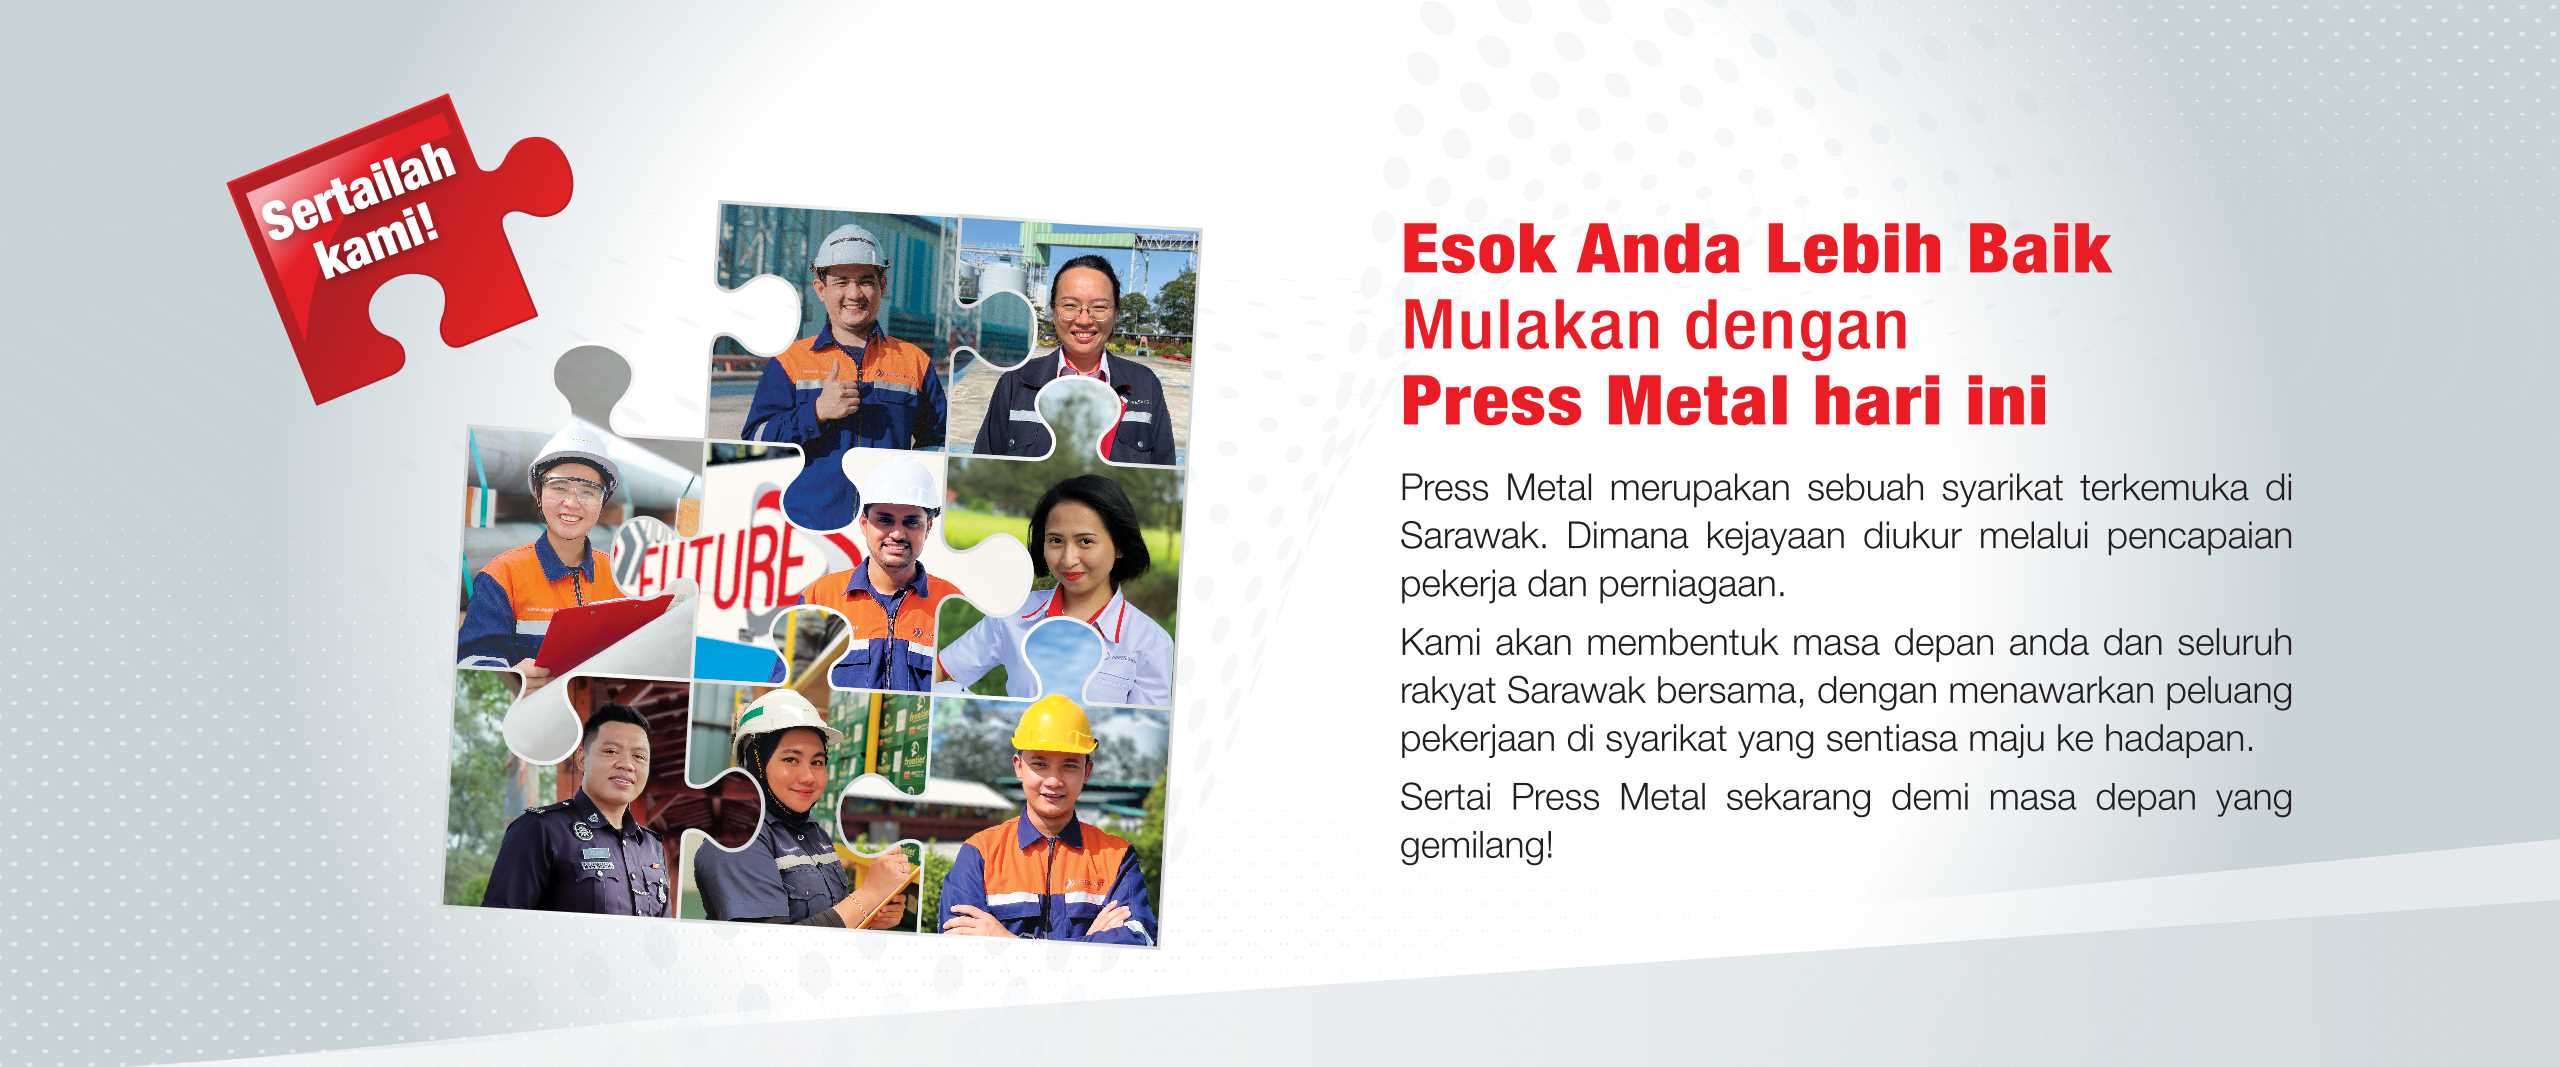 Sertailah
kami!
FUTURE
Esok Anda Lebih Baik
Mulakan dengan
Press Metal hari ini
Press Metal merupakan sebuah syarikat terkemuka di
Sarawak. Dimana kejayaan diukur melalui pencapaian
pekerja dan perniagaan.
Kami akan membentuk masa depan anda dan seluruh
rakyat Sarawak bersama, dengan menawarkan peluang
pekerjaan di syarikat yang sentiasa maju ke hadapan.
Sertai Press Metal sekarang demi masa depan yang
gemilang!